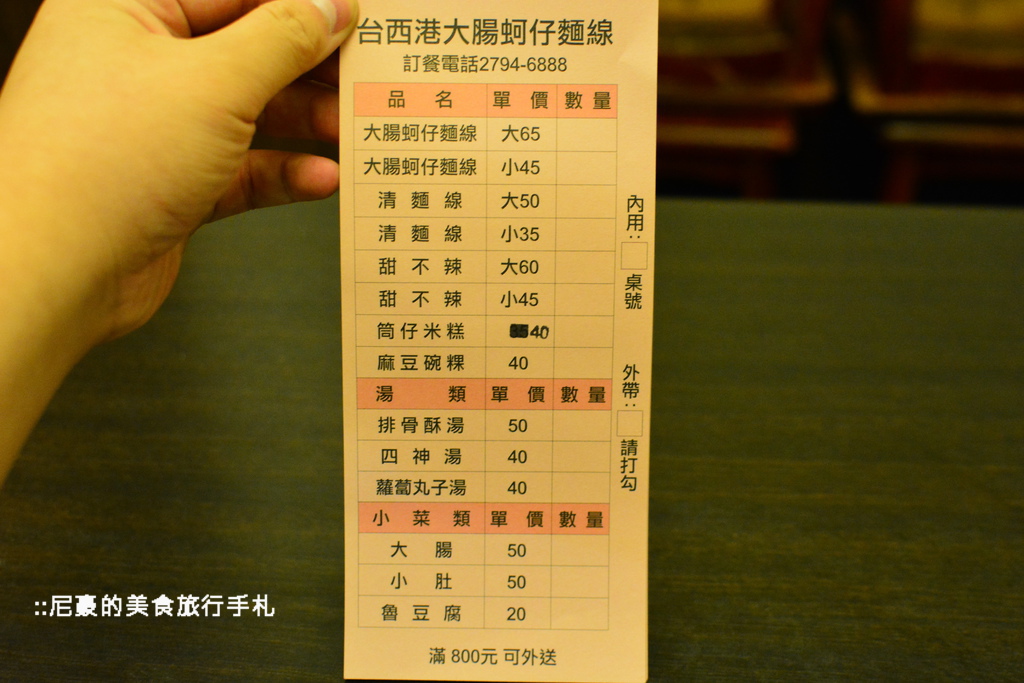 台西港大腸蚵仔麵線
訂餐電話2794-6888
品名 單價 數量
大腸蚵仔麵線 大65
大腸蚵仔麵線 小45
清麵線 大50
清麵線 小35
甜不辣 大60
甜不辣 小45
筒仔米糕 40
麻豆碗粿 40
湯類 單價 數量
排骨酥湯 50
四神湯 40
蘿蔔丸子湯 40
小菜類 單價 數量
大腸 50
小肚 50
魯豆腐 20
滿 800元 可外送
內用: 桌號
外帶: 請打勾
::尼豪的美食旅行手札